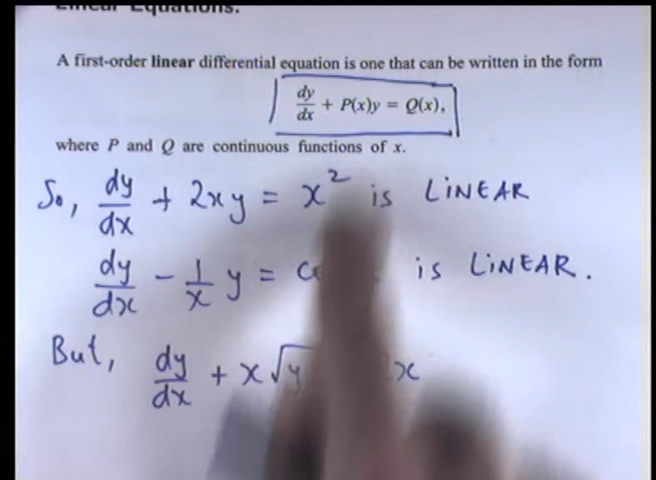 Linear Equations.
A first-order linear differential equation is one that can be written in the form
dy/dx + P(x)y = Q(x),
where P and Q are continuous functions of x.
So, dy/dx + 2xy = x² is LINEAR
dy/dx - 1/x y = is LINEAR.
But, dy/dx + x√y x